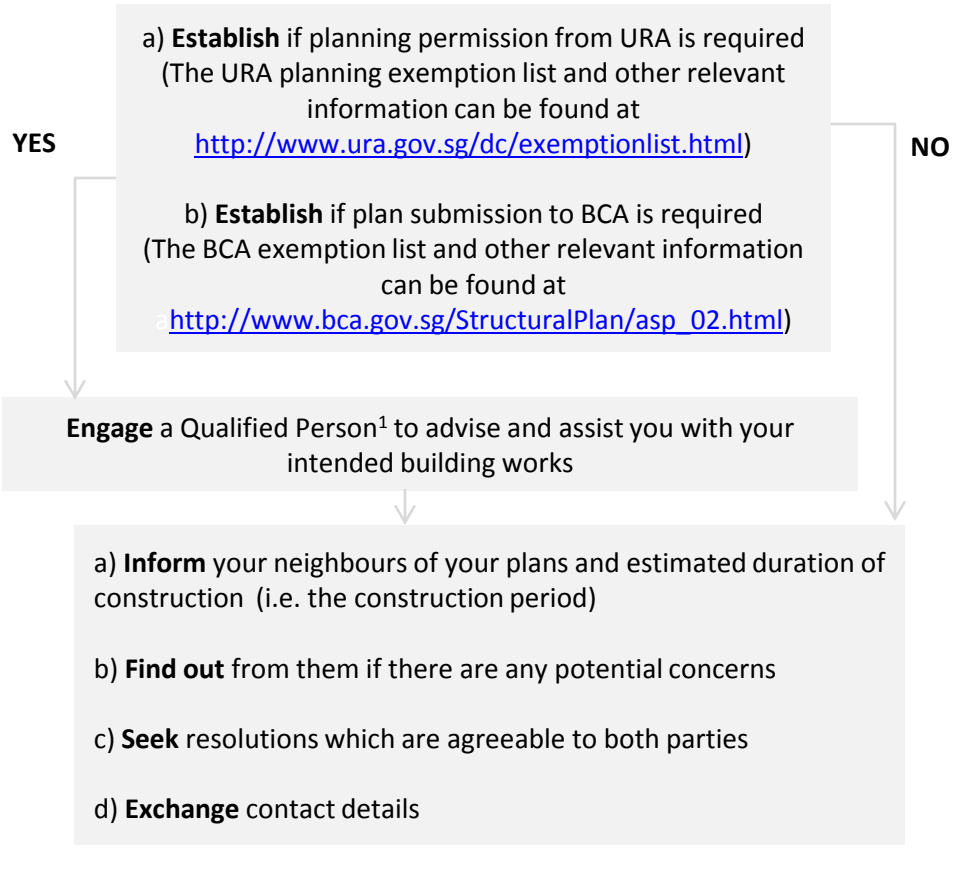 a) Establish if planning permission from URA is required
(The URA planning exemption list and other relevant
information can be found at
http://www.ura.gov.sg/dc/exemptionlist.html)
YES
NO
b) Establish if plan submission to BCA is required
(The BCA exemption list and other relevant information
can be found at
ahttp://www.bca.gov.sg/StructuralPlan/asp_02.html)
Engage a Qualified Person¹ to advise and assist you with your
intended building works
a) Inform your neighbours of your plans and estimated duration of
construction (i.e. the construction period)
b) Find out from them if there are any potential concerns
c) Seek resolutions which are agreeable to both parties
d) Exchange contact details